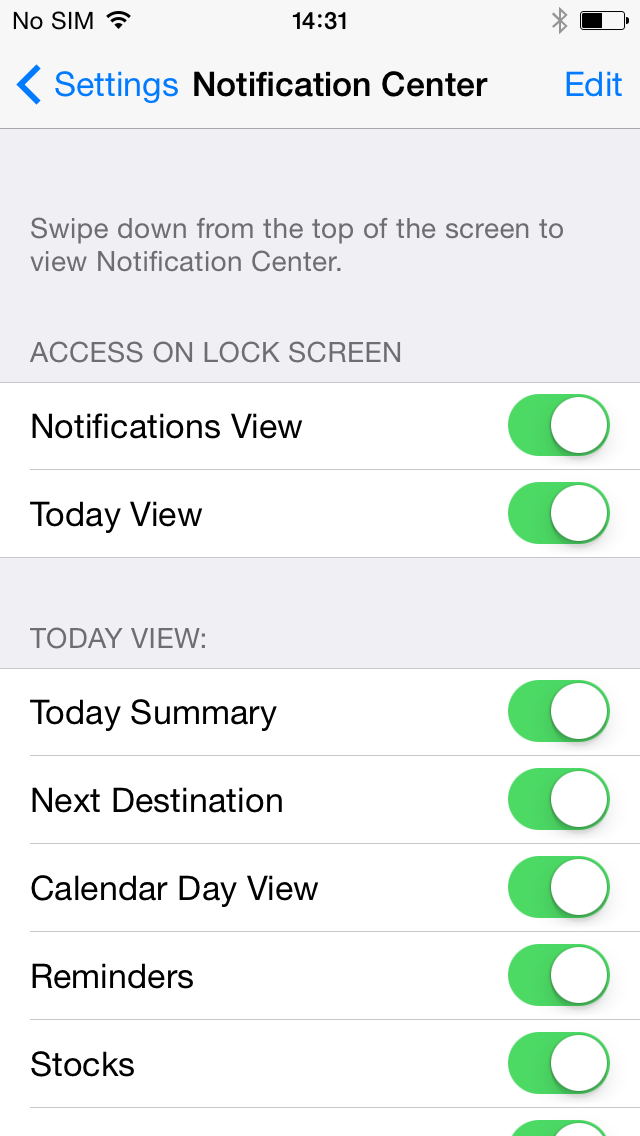 No SIM 14:31
Settings Notification Center Edit
Swipe down from the top of the screen to
view Notification Center.
ACCESS ON LOCK SCREEN
Notifications View
Today View
TODAY VIEW:
Today Summary
Next Destination
Calendar Day View
Reminders
Stocks